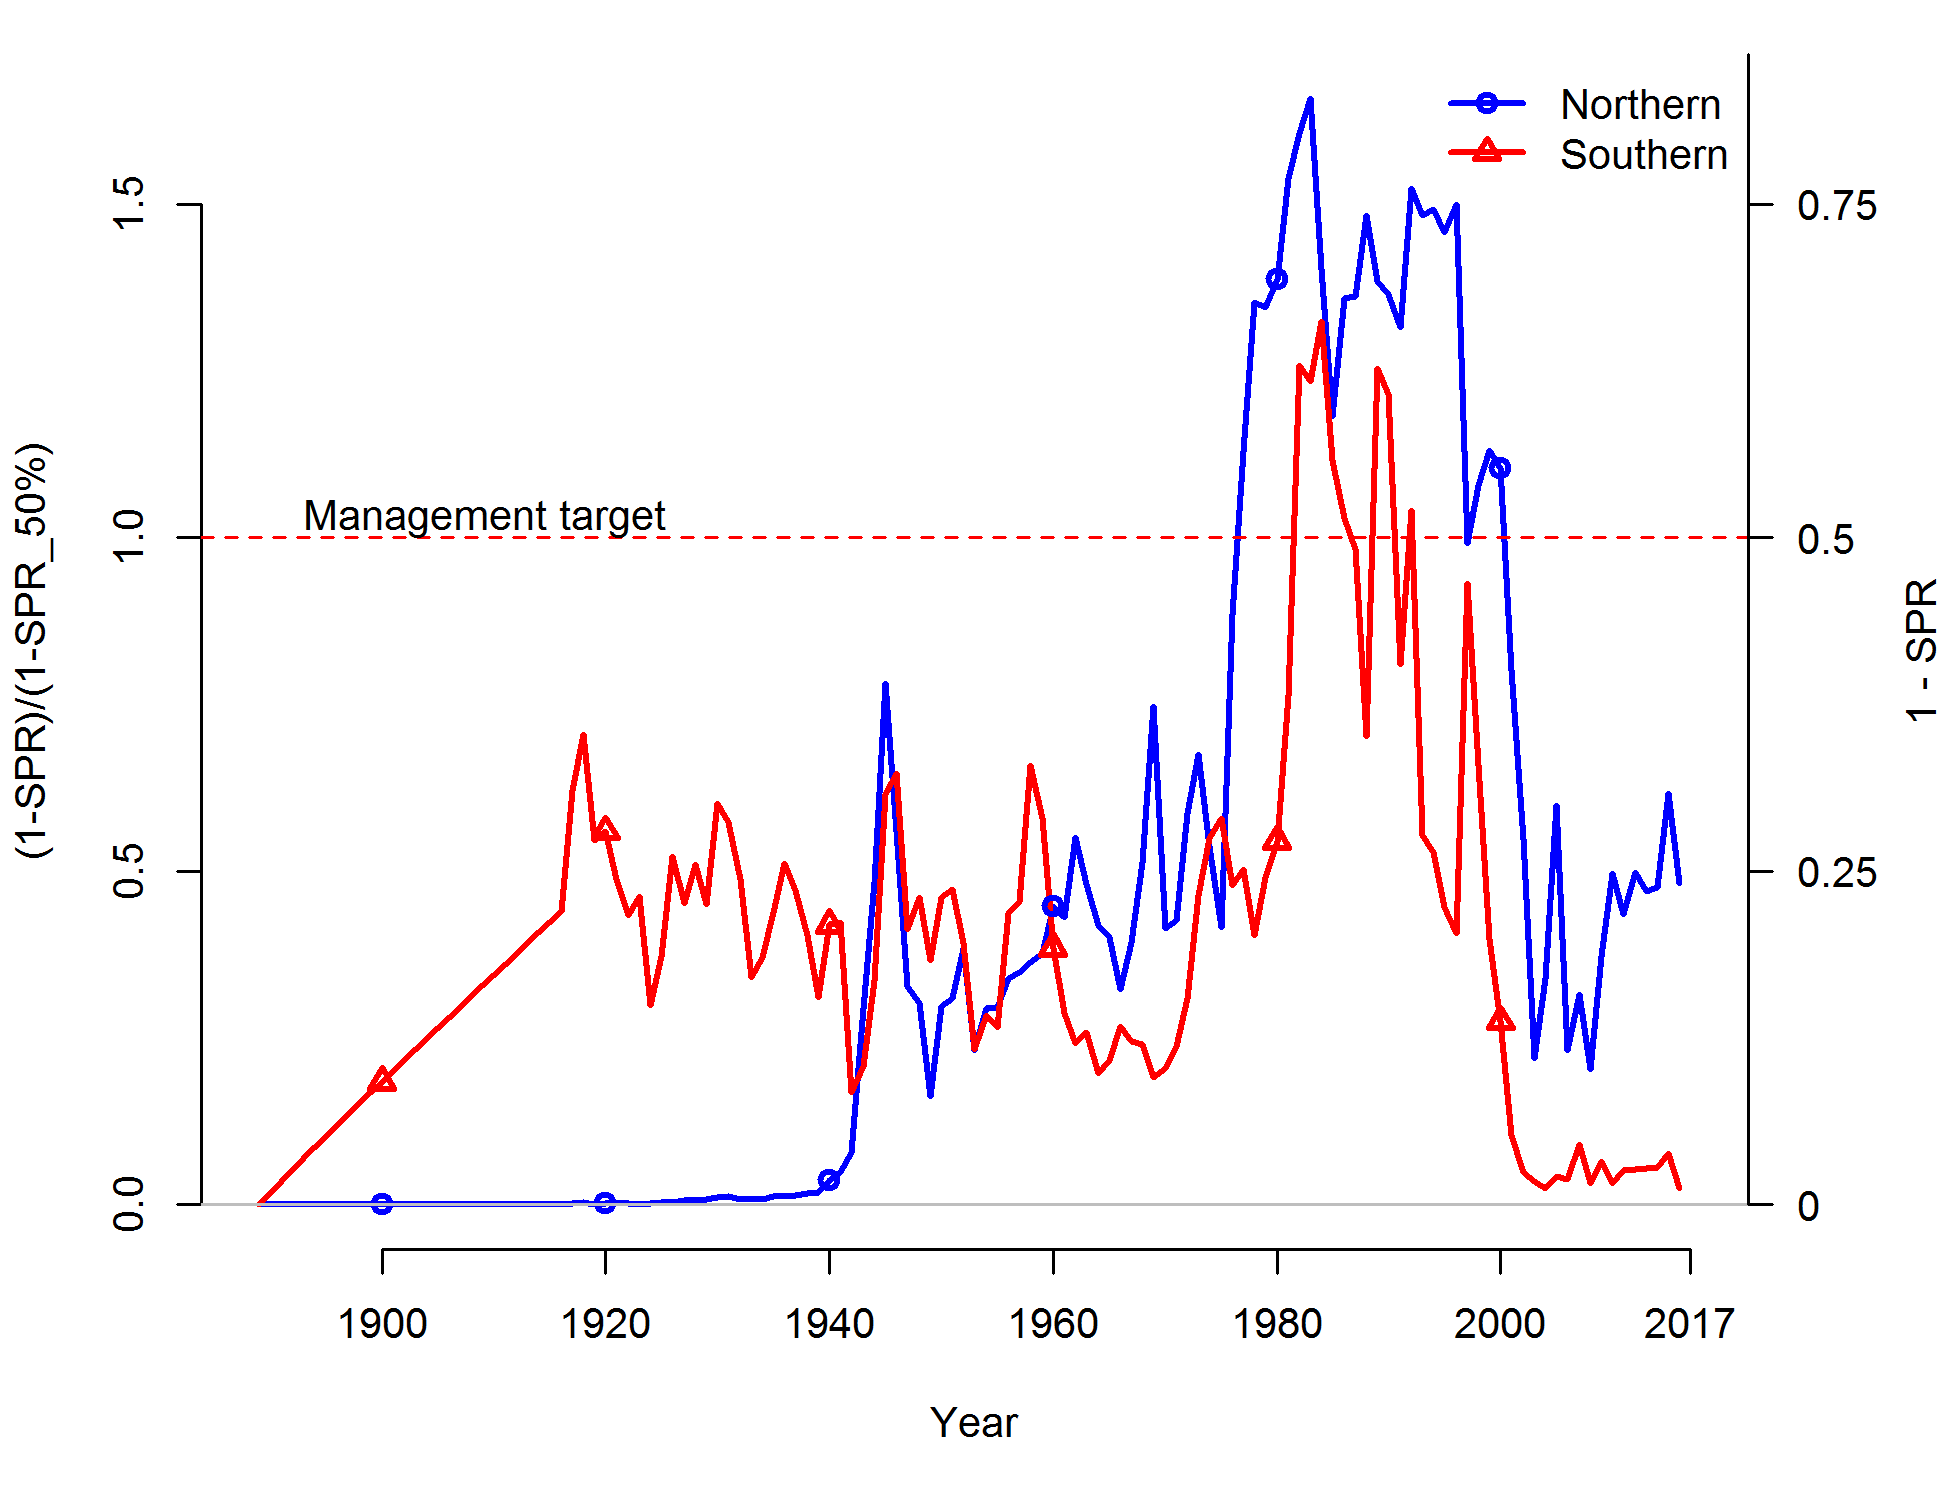 Northern
Southern
Management target
(1-SPR)/(1-SPR_50%)
0.0
0.5
1.0
1.5
1 - SPR
0
0.25
0.5
0.75
1900 1920 1940 1960 1980 2000 2017
Year